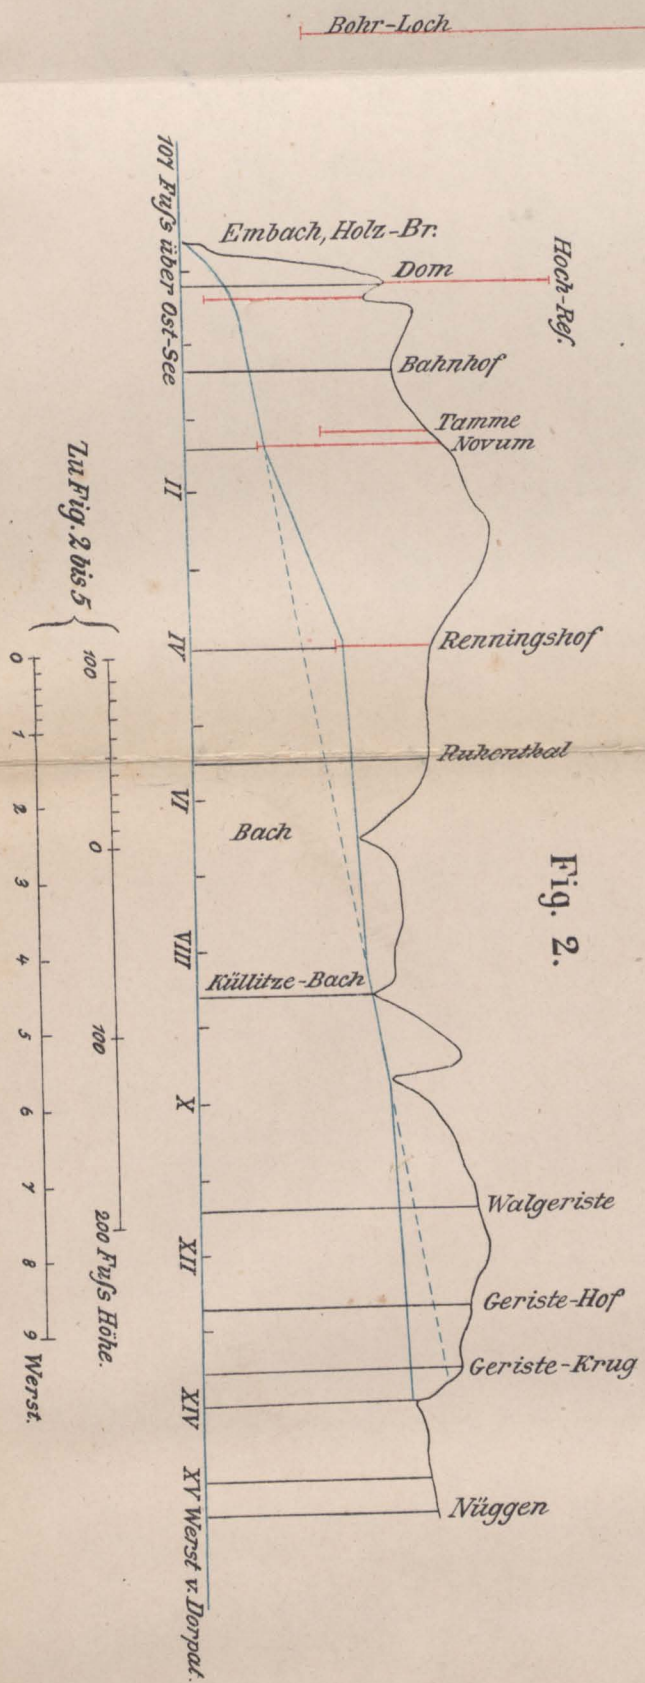 Bohr-Loch
Embach, Holz-Br.
Dom
Hoch-Res.
Bahnhof
Tamme
Novum
Renningshof
Ruhenthal
Bach
Küllitze-Bach
Walgeriste
Geriste-Hof
Geriste-Krug
Nüggen
Fig. 2.
107 Fuſs über Ost-See
II
IV
VI
VIII
X
XII
XIV
XV Werst v. Dorpat.
Zu Fig. 2 bis 5
100 0 100 200 Fuſs Höhe.
0 1 2 3 4 5 6 7 8 9 Werst.